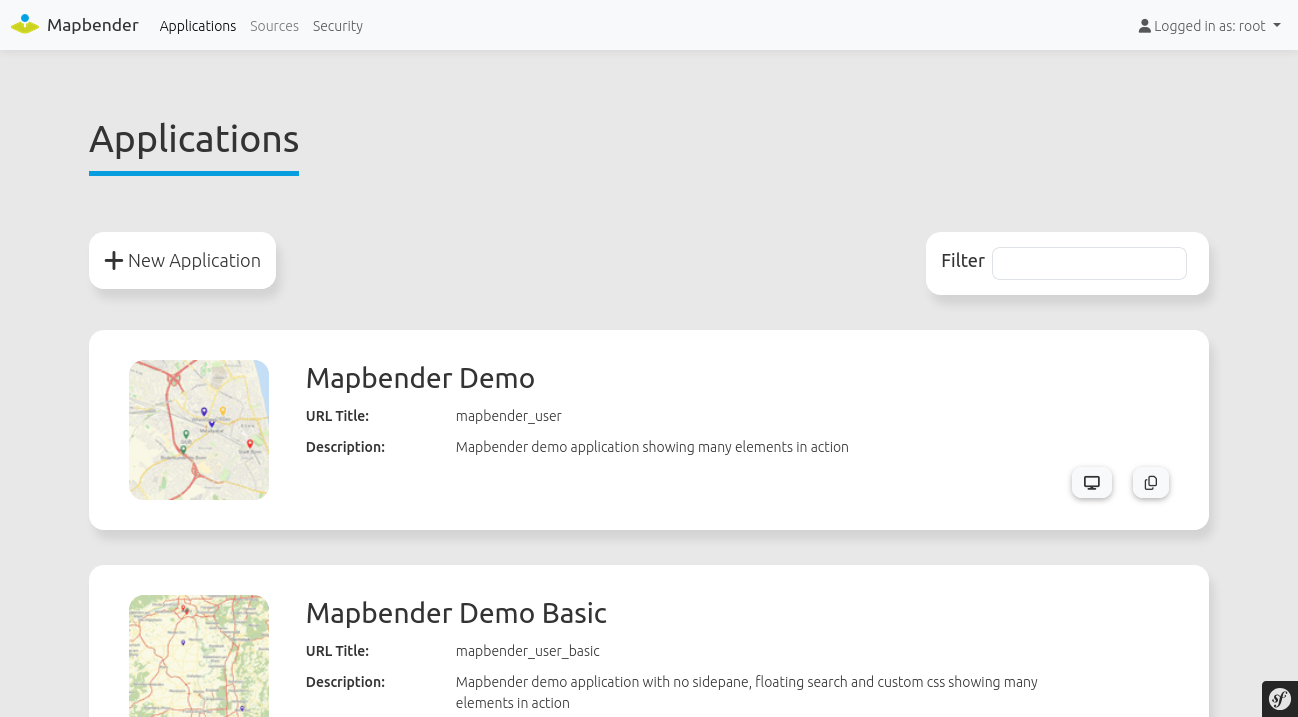 Mapbender Applications Sources Security Logged in as: root
Applications
New Application
Filter
Mapbender Demo
URL Title: mapbender_user
Description: Mapbender demo application showing many elements in action
Mapbender Demo Basic
URL Title: mapbender_user_basic
Description: Mapbender demo application with no sidepane, floating search and custom css showing many
elements in action